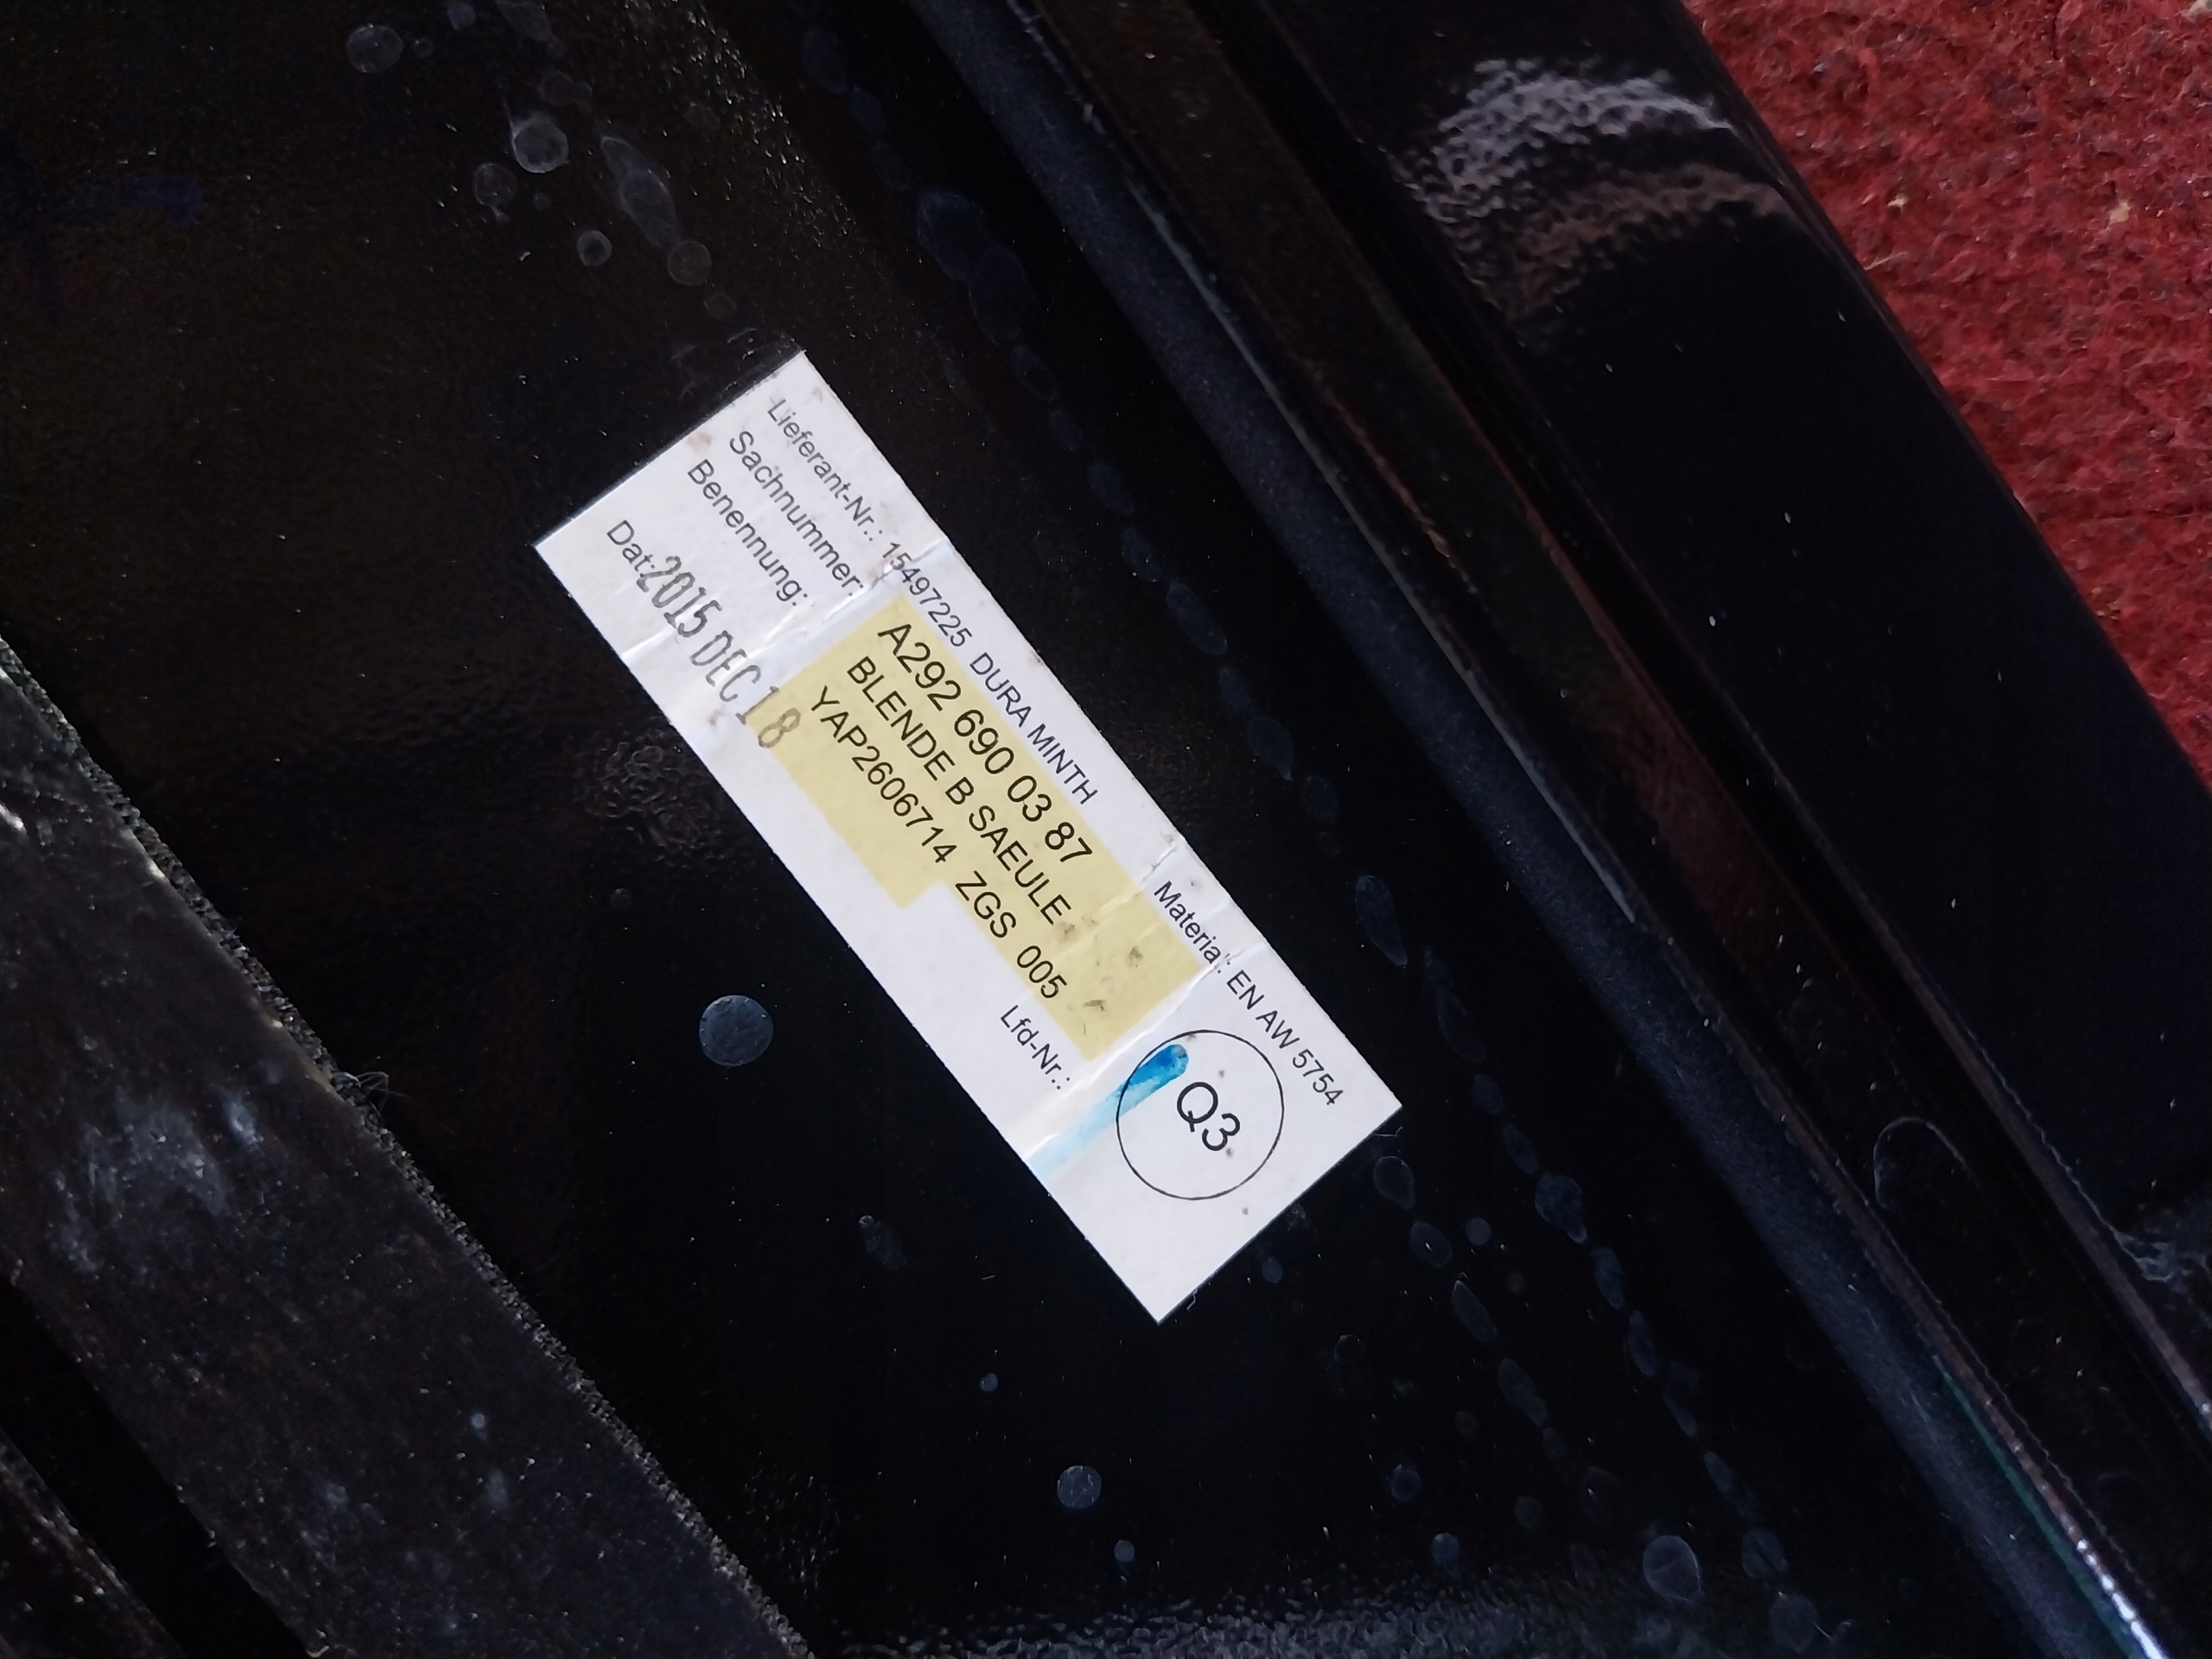 Lieferant-Nr.: 15497225 DURA MINTH
Material: EN AW 5754
Sachnummer: A292 690 03 87
Benennung: BLENDE B SAEULE
YAP2606714 ZGS 005
Dat: 2015 DEC 18
Lfd-Nr.:
Q3